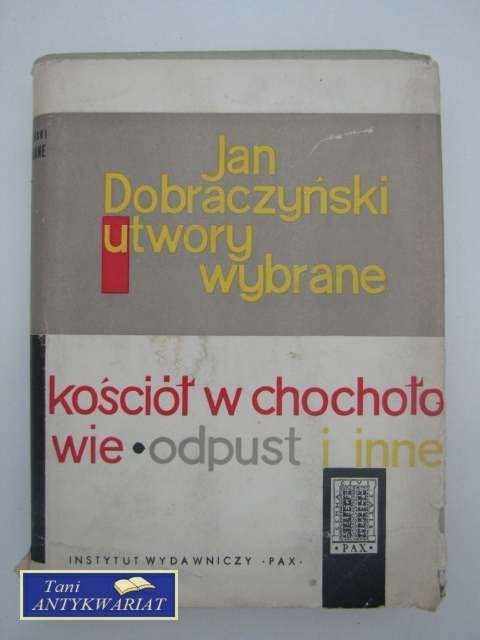 Jan
Dobraczyński
utwory
wybrane
kościół w chochoło
wie • odpust i inne
• PAX •
INSTYTUT WYDAWNICZY • PAX •
Tani
ANTYKWARIAT